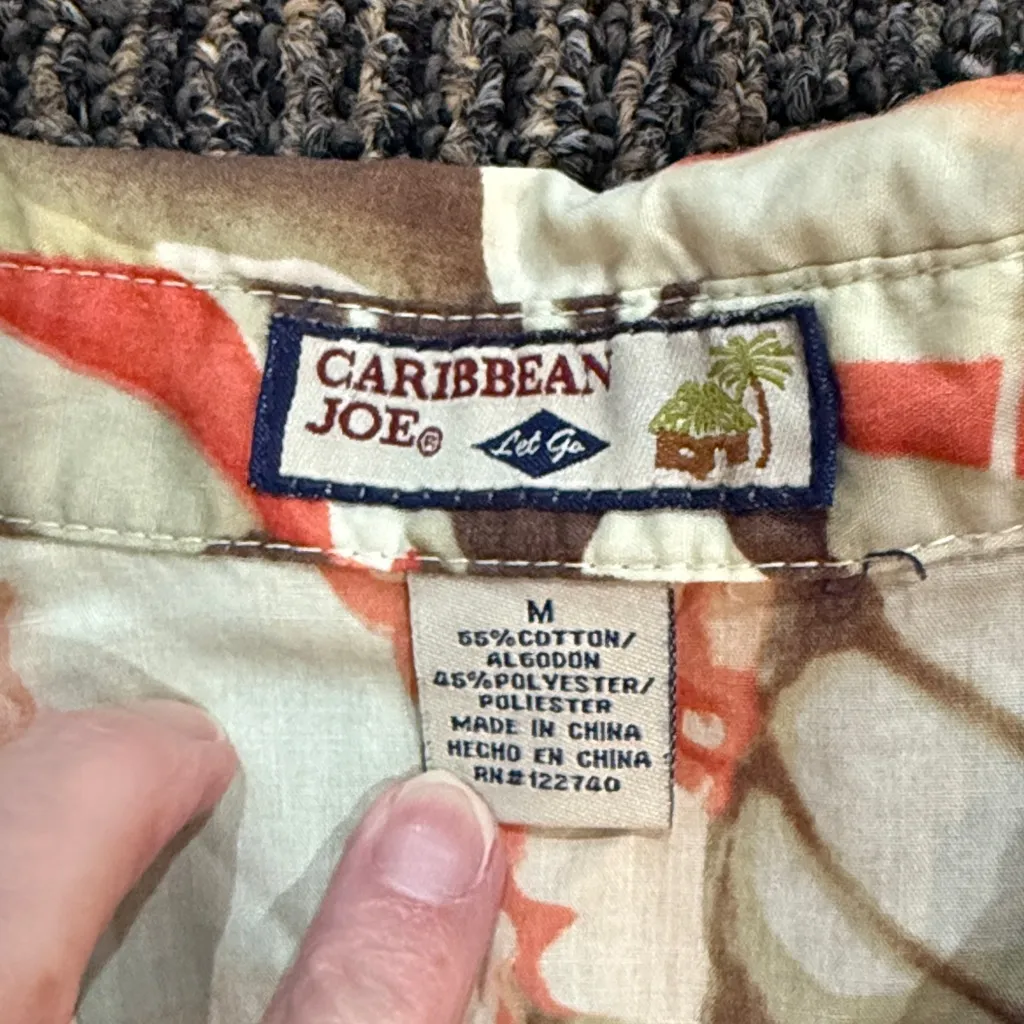 CARIBBEAN
JOE®
Let Go
M
55%COTTON/
ALGODON
45%POLYESTER/
POLIESTER
MADE IN CHINA
HECHO EN CHINA
RN#122740